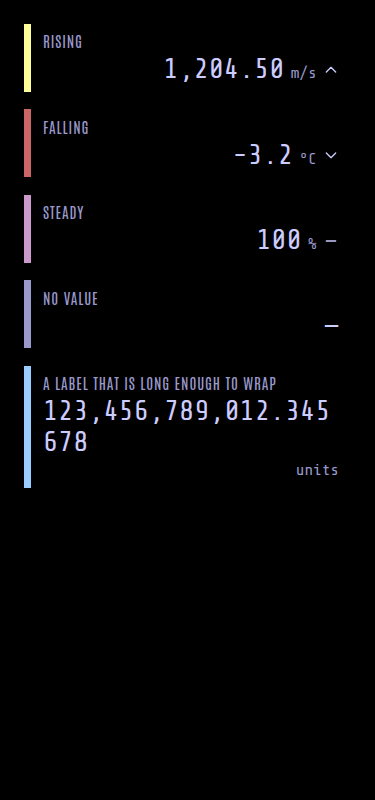 RISING
1,204.50 m/s
FALLING
−3.2 °C
STEADY
100 % —
NO VALUE
—
A LABEL THAT IS LONG ENOUGH TO WRAP
123,456,789,012.345
678
units